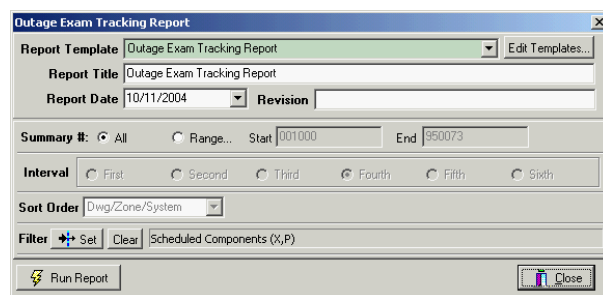 Outage Exam Tracking Report
Report Template Outage Exam Tracking Report Edit Templates...
Report Title Outage Exam Tracking Report
Report Date 10/11/2004 Revision
Summary #: All Range... Start 001000 End 950073
Interval First Second Third Fourth Fifth Sixth
Sort Order Dwg/Zone/System
Filter Set Clear Scheduled Components (X,P)
Run Report Close